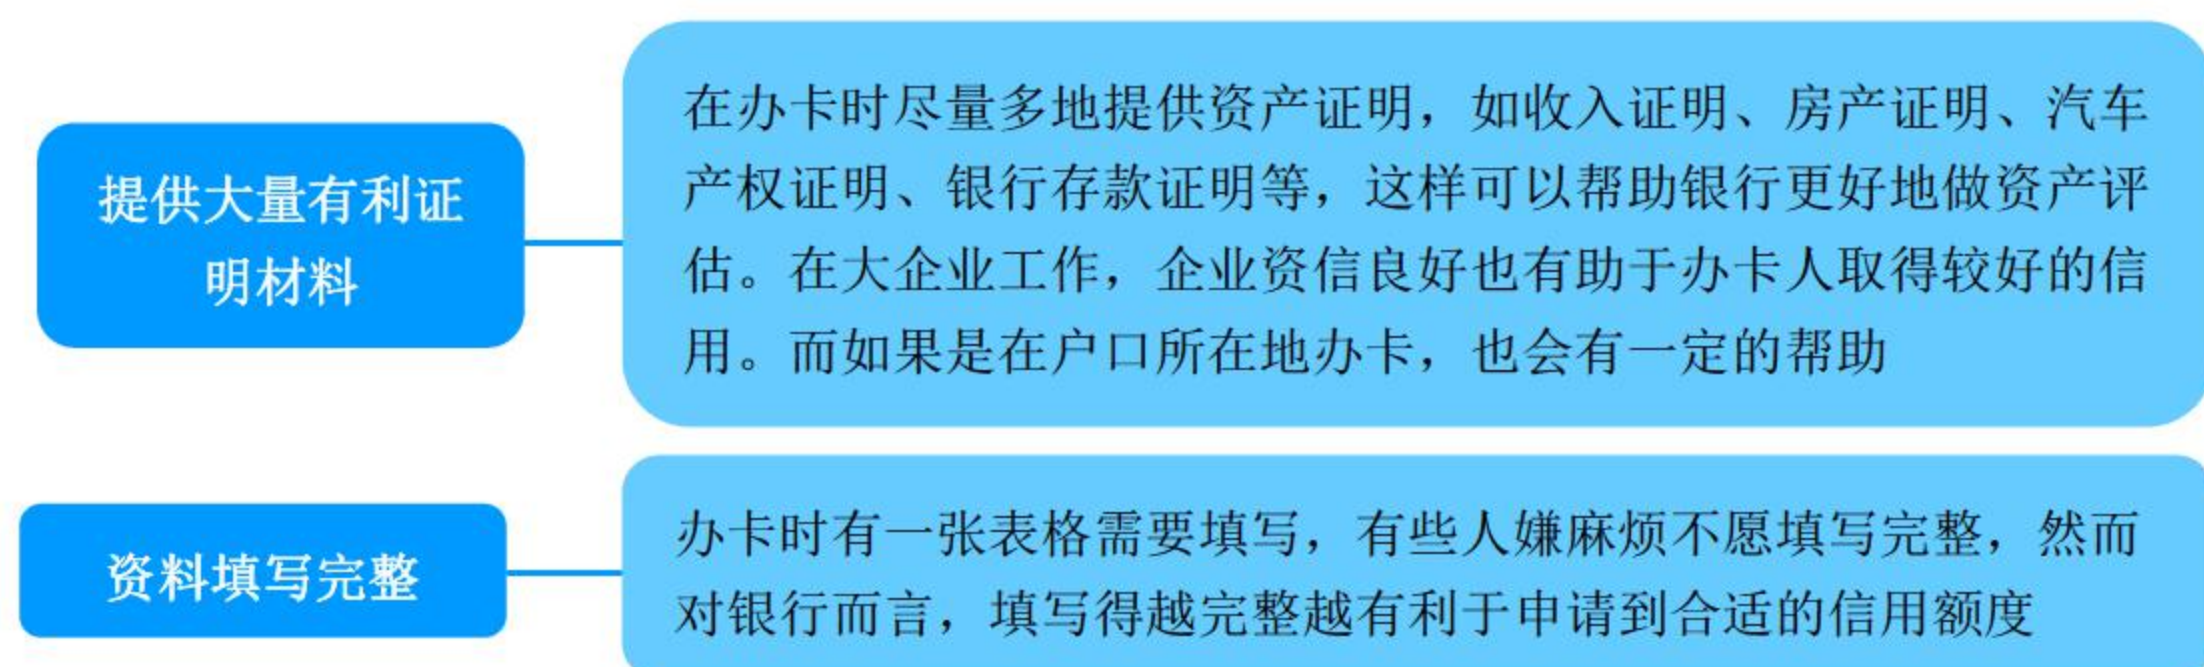 提供大量有利证
明材料
在办卡时尽量多地提供资产证明，如收入证明、房产证明、汽车
产权证明、银行存款证明等，这样可以帮助银行更好地做资产评
估。在大企业工作，企业资信良好也有助于办卡人取得较好的信
用。而如果是在户口所在地办卡，也会有一定的帮助
资料填写完整
办卡时有一张表格需要填写，有些人嫌麻烦不愿填写完整，然而
对银行而言，填写得越完整越有利于申请到合适的信用额度